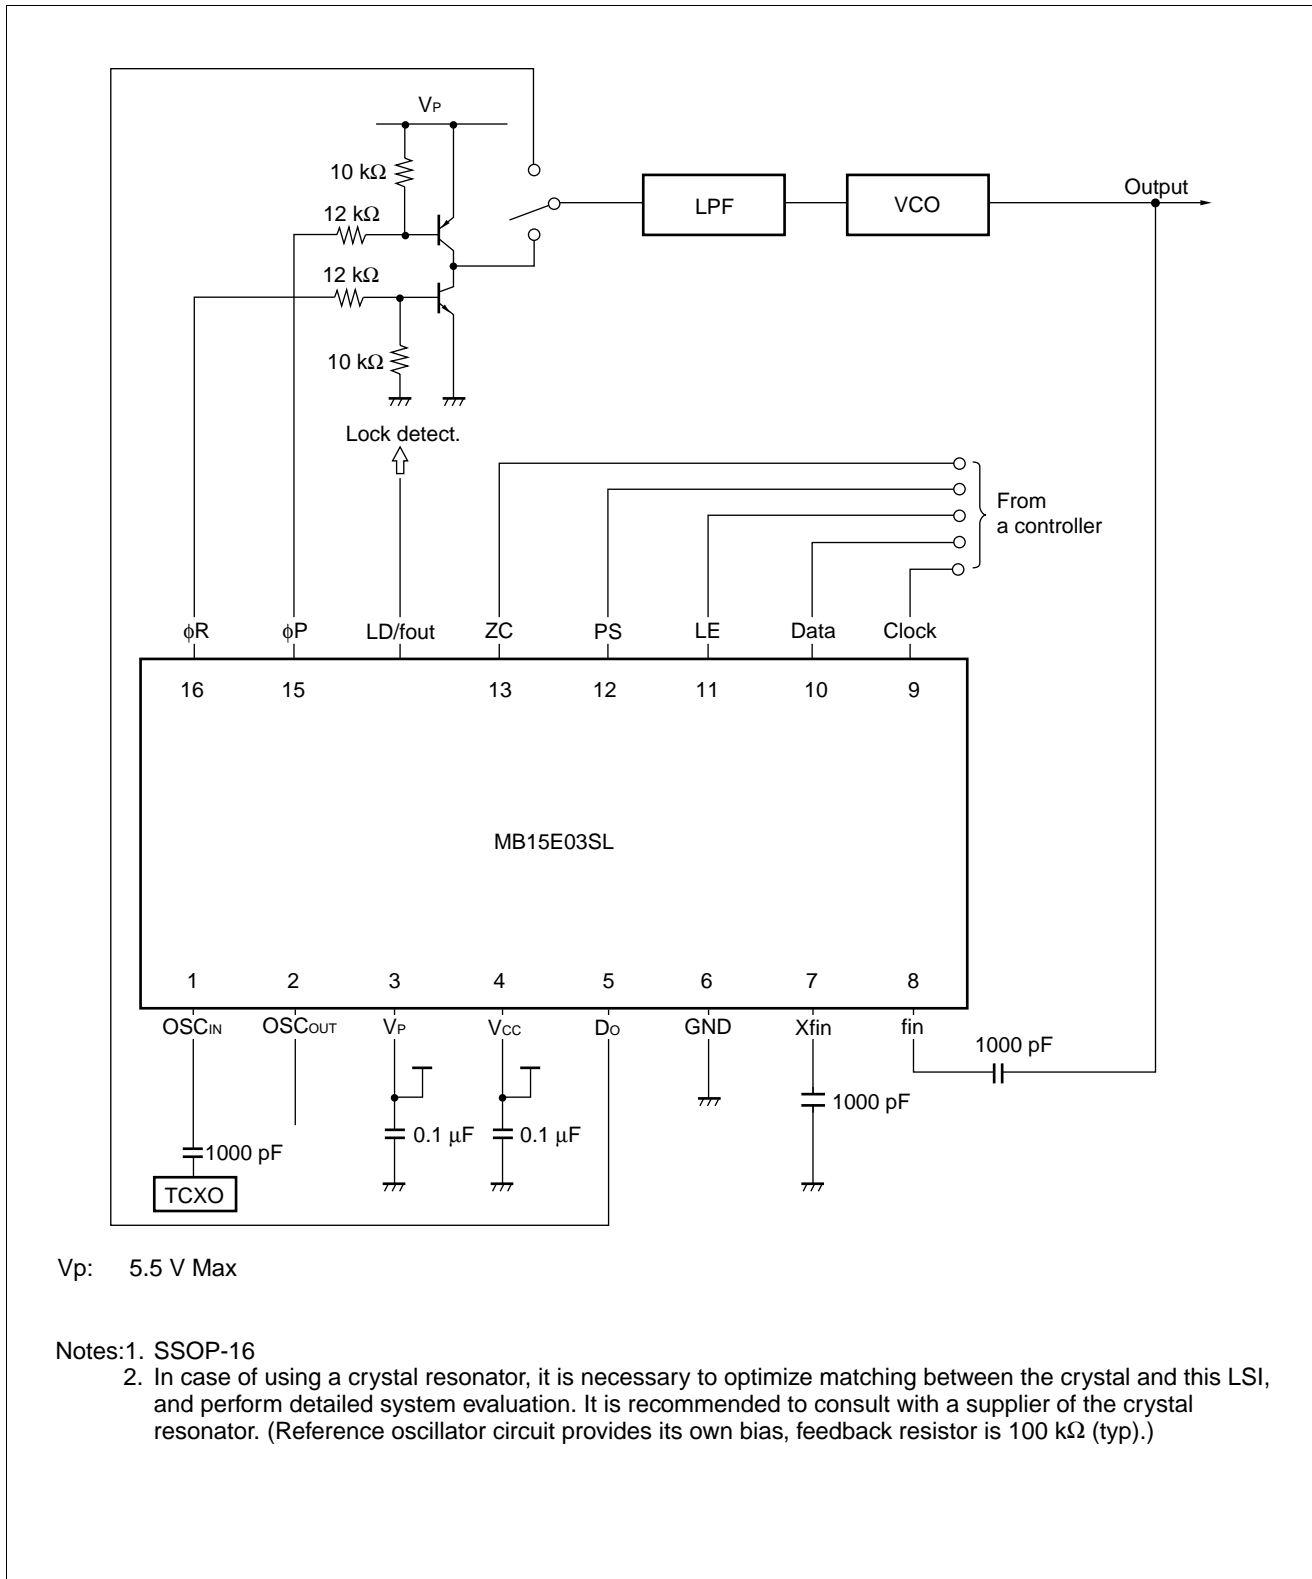 VP
10 kΩ
12 kΩ
12 kΩ
10 kΩ
LPF
VCO
Output
Lock detect.
From
a controller
ϕR
ϕP
LD/fout
ZC
PS
LE
Data
Clock
16
15
13
12
11
10
9
MB15E03SL
1
2
3
4
5
6
7
8
OSCIN
OSCOUT
VP
VCC
DO
GND
Xfin
fin
1000 pF
1000 pF
0.1 μF
0.1 μF
1000 pF
TCXO
Vp: 5.5 V Max
Notes:1. SSOP-16
2. In case of using a crystal resonator, it is necessary to optimize matching between the crystal and this LSI,
and perform detailed system evaluation. It is recommended to consult with a supplier of the crystal
resonator. (Reference oscillator circuit provides its own bias, feedback resistor is 100 kΩ (typ).)